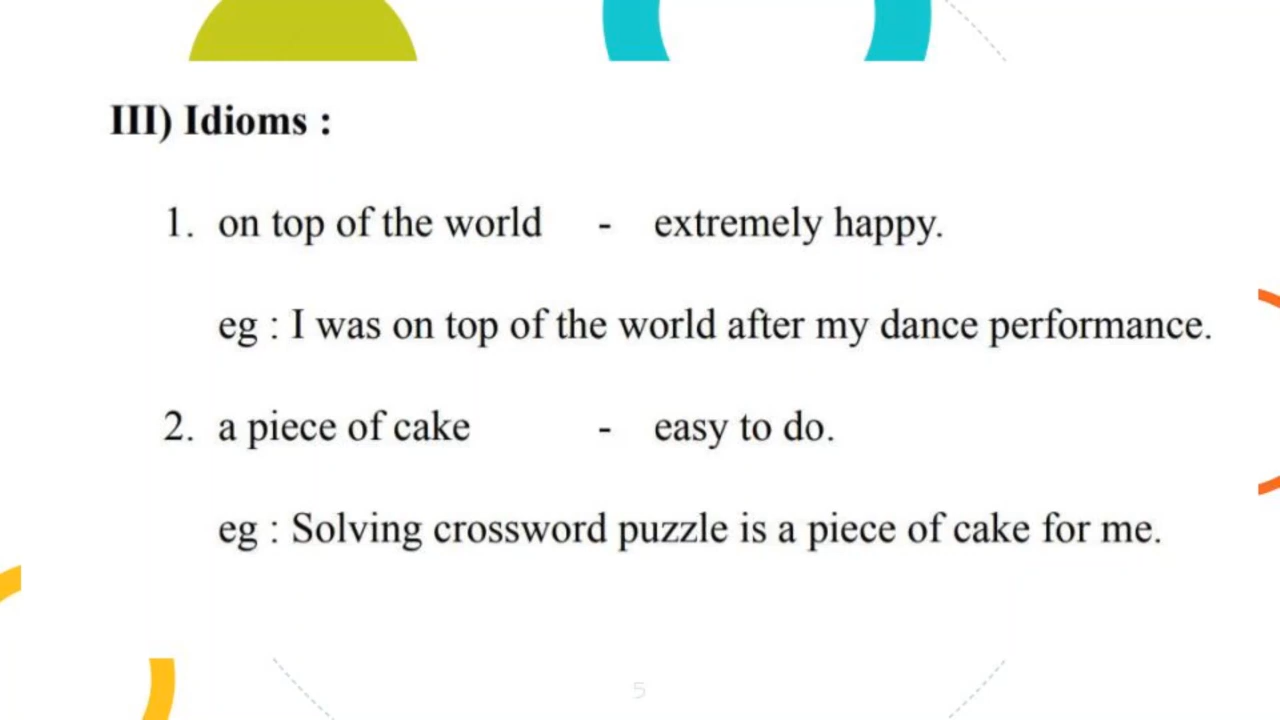 III) Idioms :
1. on top of the world - extremely happy.
eg : I was on top of the world after my dance performance.
2. a piece of cake - easy to do.
eg : Solving crossword puzzle is a piece of cake for me.
5